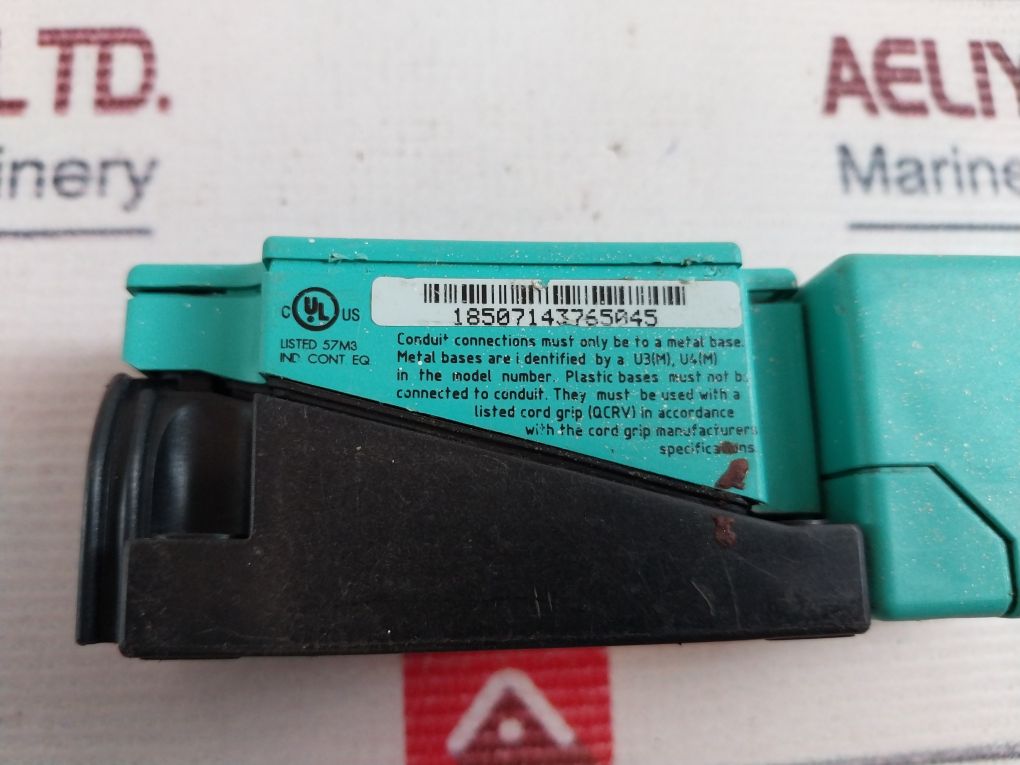 LTD.
AELIY
inery
Marine
18507143765045
C UL US
LISTED 57M3
IND CONT EQ
Conduit connections must only be to a metal base.
Metal bases are identified by a U3(M), U4(M)
in the model number. Plastic bases must not be
connected to conduit. They must be used with a
listed cord grip (QCRV) in accordance
with the cord grip manufacturers
specifications.